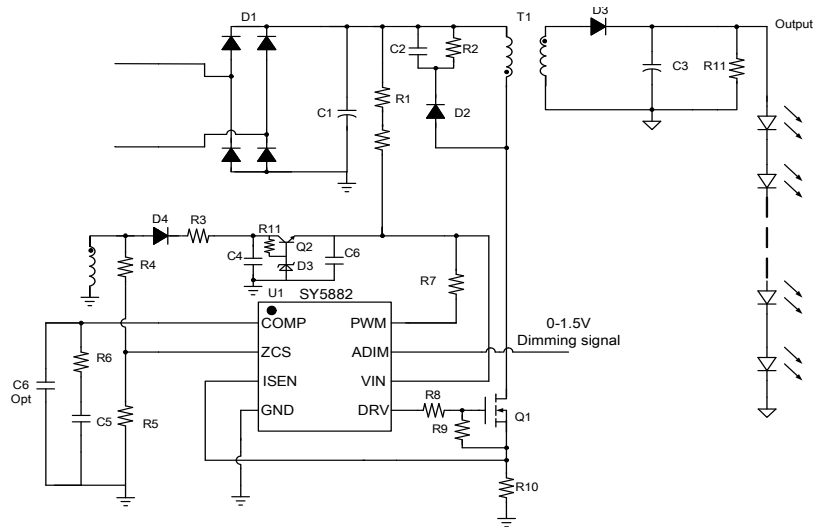 D1
T1
D3
Output
C2
R2
R1
C1
D2
C3
R11
D4
R3
R11
Q2
R4
C4
D3
C6
R7
U1
SY5882
COMP
PWM
ZCS
ADIM
ISEN
VIN
GND
DRV
0-1.5V
Dimming signal
R6
C6
Opt
C5
R5
R8
R9
Q1
R10